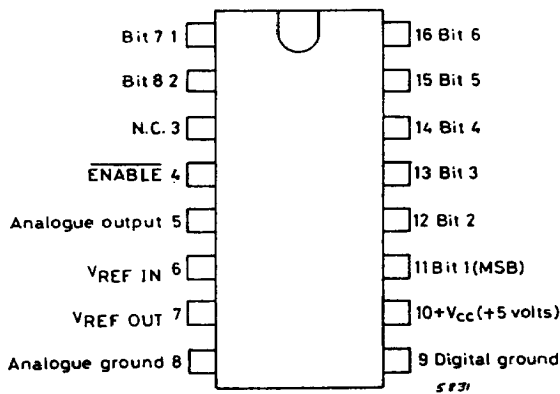 Bit 7 1
Bit 8 2
N.C. 3
ENABLE 4
Analogue output 5
VREF IN 6
VREF OUT 7
Analogue ground 8
16 Bit 6
15 Bit 5
14 Bit 4
13 Bit 3
12 Bit 2
11 Bit 1 (MSB)
10 +Vcc (+5 volts)
9 Digital ground
5831